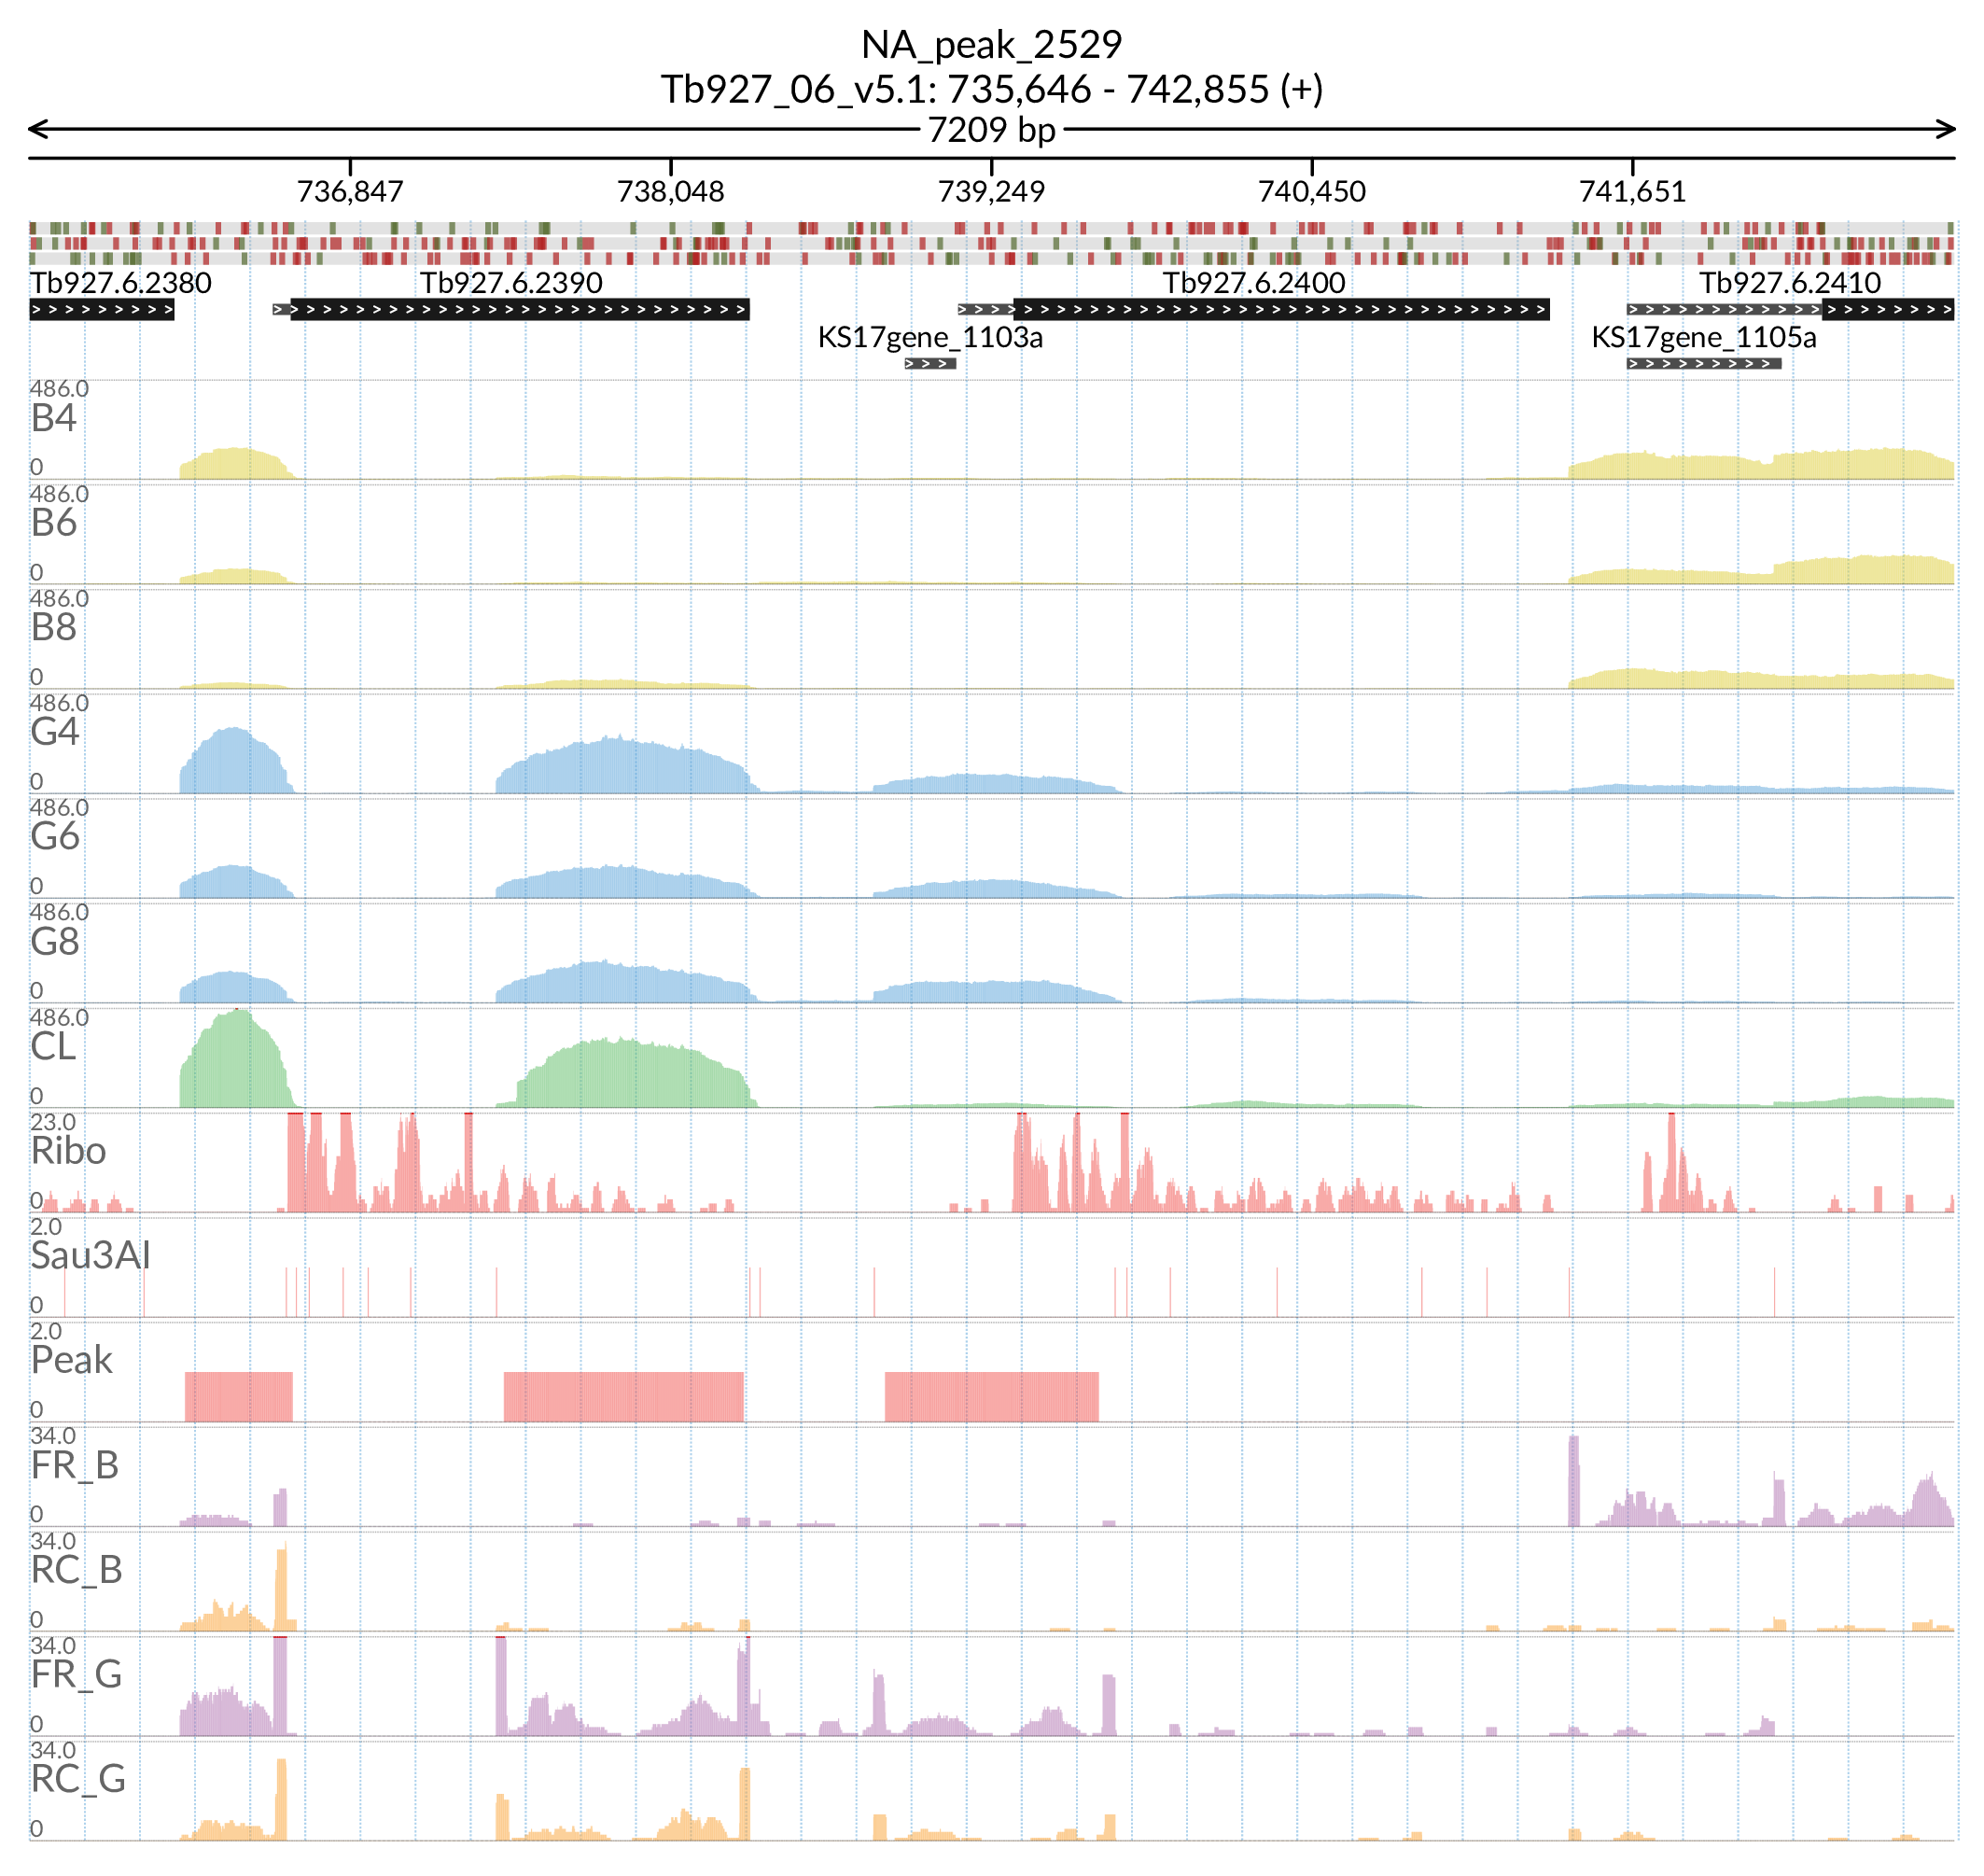 NA_peak_2529
Tb927_06_v5.1: 735,646 - 742,855 (+)
7209 bp
736,847 738,048 739,249 740,450 741,651
Tb927.6.2380 Tb927.6.2390 Tb927.6.2400 Tb927.6.2410
KS17gene_1103a KS17gene_1105a
486.0
B4
0
486.0
B6
0
486.0
B8
0
486.0
G4
0
486.0
G6
0
486.0
G8
0
486.0
CL
0
23.0
Ribo
0
2.0
Sau3AI
0
2.0
Peak
0
34.0
FR_B
0
34.0
RC_B
0
34.0
FR_G
0
34.0
RC_G
0